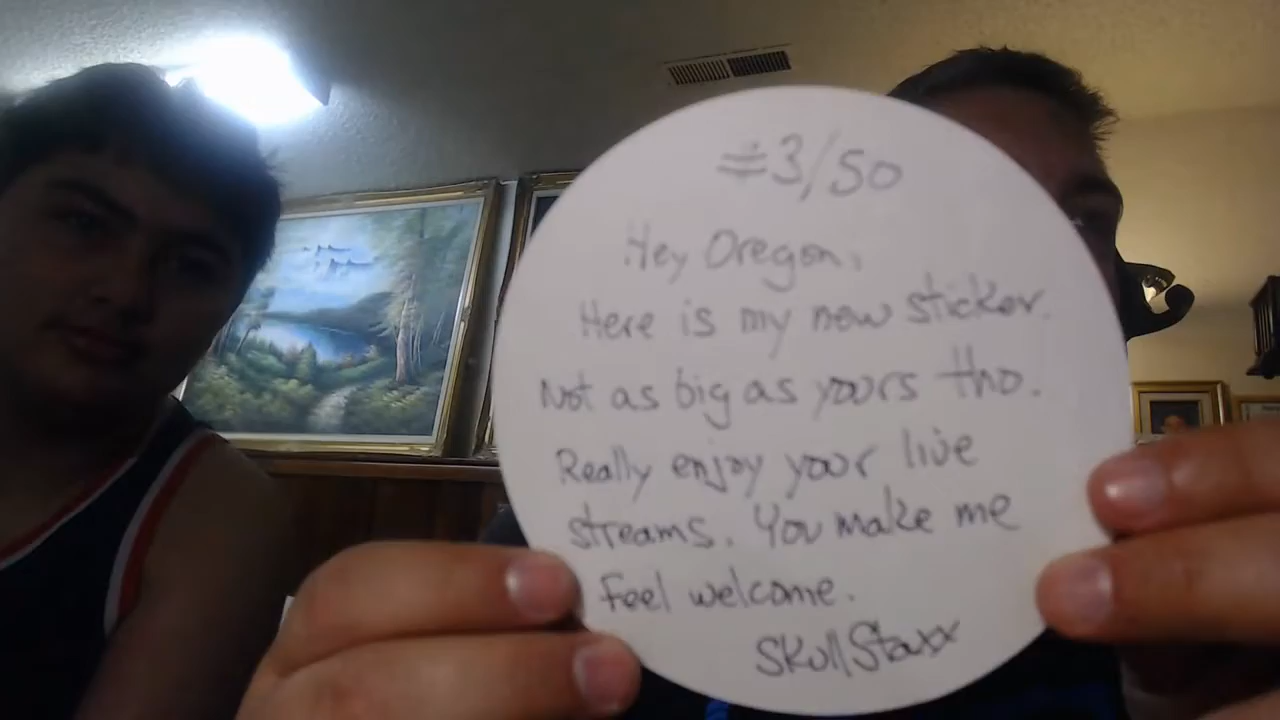 #3/50
Hey Oregon,
Here is my new sticker.
Not as big as yours tho.
Really enjoy your live
streams. You make me
Feel welcome.
SkullStaxx